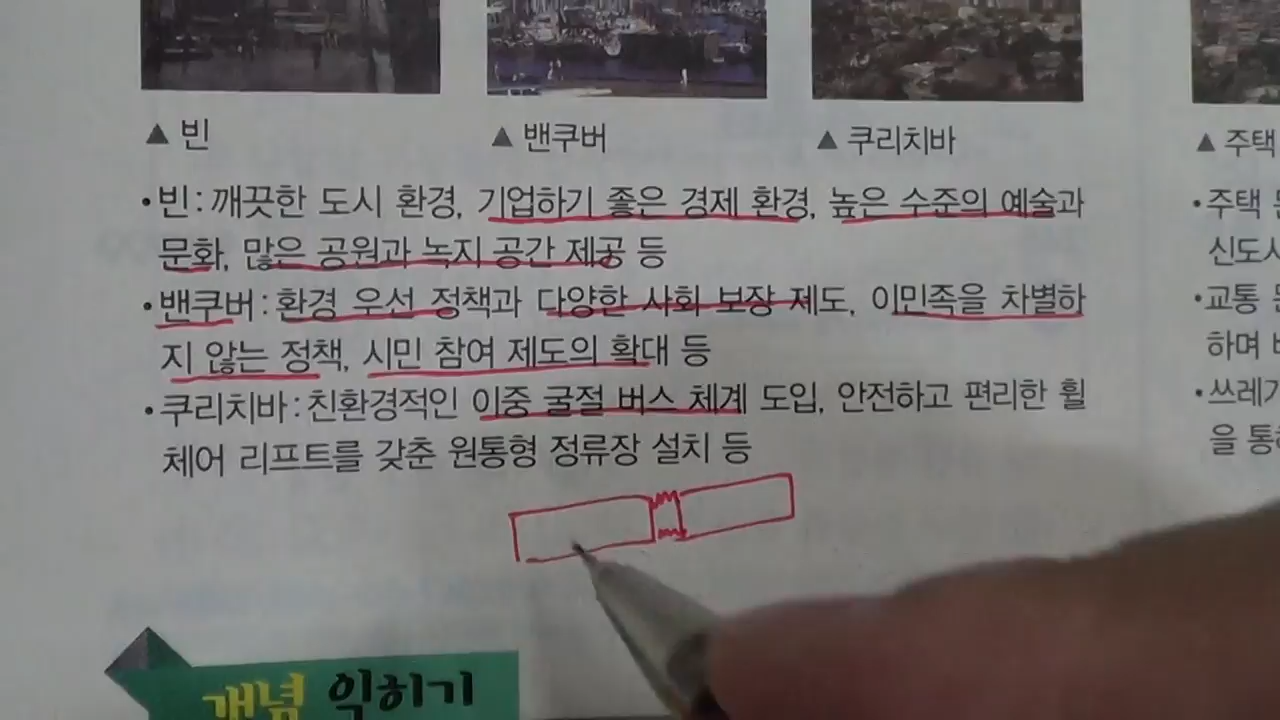 ▲ 빈
▲ 밴쿠버
▲ 쿠리치바
▲ 주택
• 빈 : 깨끗한 도시 환경, 기업하기 좋은 경제 환경, 높은 수준의 예술과
문화, 많은 공원과 녹지 공간 제공 등
• 밴쿠버 : 환경 우선 정책과 다양한 사회 보장 제도, 이민족을 차별하
지 않는 정책, 시민 참여 제도의 확대 등
• 쿠리치바 : 친환경적인 이중 굴절 버스 체계 도입, 안전하고 편리한 휠
체어 리프트를 갖춘 원통형 정류장 설치 등
• 주택
신도시
• 교통
하며
• 쓰레기
을 통해
개념 익히기